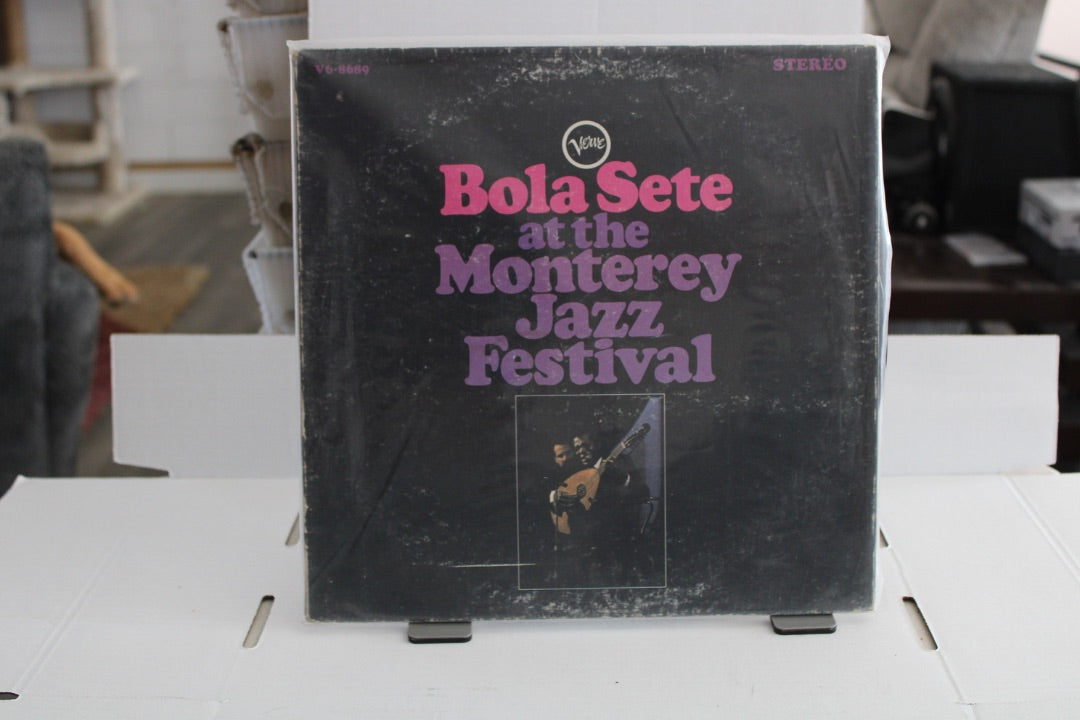 V6-8689
STEREO
Verve
Bola Sete
at the
Monterey
Jazz
Festival